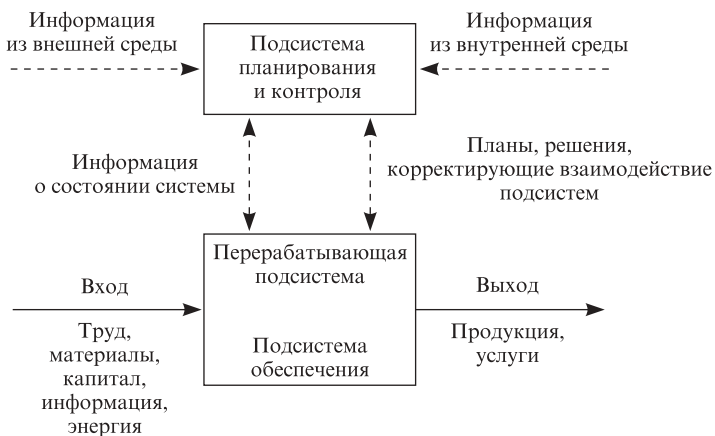 Информация
из внешней среды
Подсистема
планирования
и контроля
Информация
из внутренней среды
Информация
о состоянии системы
Планы, решения,
корректирующие взаимодействие
подсистем
Вход
Труд,
материалы,
капитал,
информация,
энергия
Перерабатывающая
подсистема
Подсистема
обеспечения
Выход
Продукция,
услуги